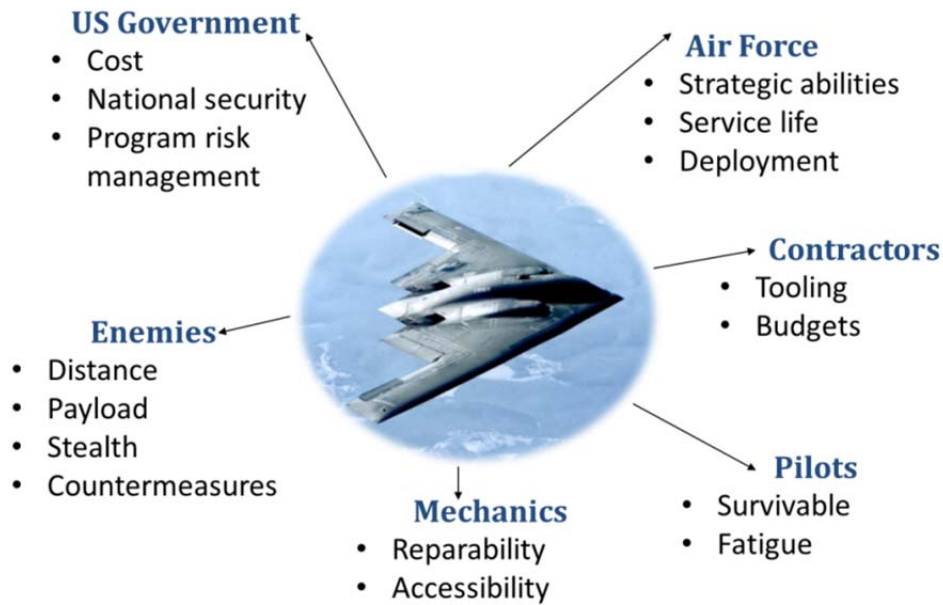 US Government
• Cost
• National security
• Program risk
management
Air Force
• Strategic abilities
• Service life
• Deployment
Contractors
• Tooling
• Budgets
Enemies
• Distance
• Payload
• Stealth
• Countermeasures
Pilots
• Survivable
• Fatigue
Mechanics
• Reparability
• Accessibility